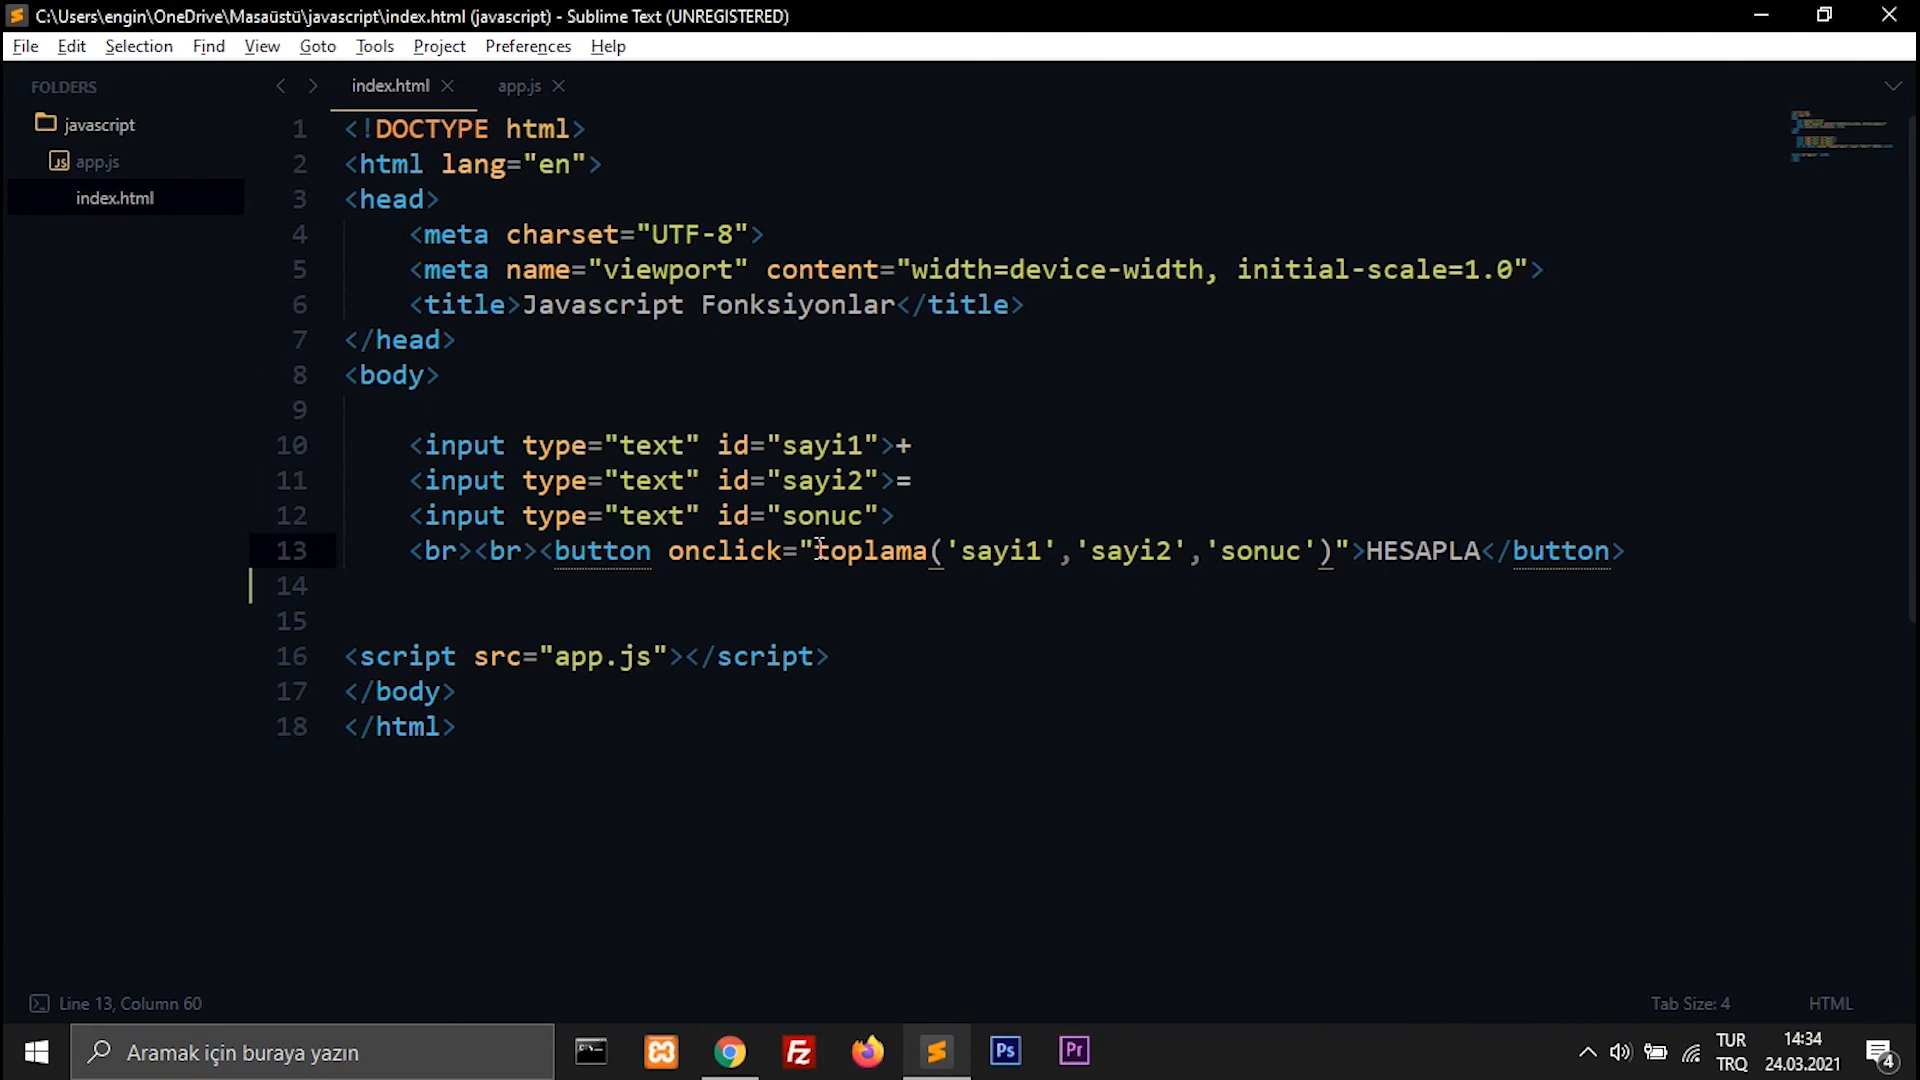 C:\Users\engin\OneDrive\Masaüstü\javascript\index.html (javascript) - Sublime Text (UNREGISTERED)
File Edit Selection Find View Goto Tools Project Preferences Help
FOLDERS
javascript
JS app.js
index.html
index.html app.js
1 <!DOCTYPE html>
2 <html lang="en">
3 <head>
4 <meta charset="UTF-8">
5 <meta name="viewport" content="width=device-width, initial-scale=1.0">
6 <title>Javascript Fonksiyonlar</title>
7 </head>
8 <body>
9
10 <input type="text" id="sayi1">+
11 <input type="text" id="sayi2">=
12 <input type="text" id="sonuc">
13 <br><br><button onclick="toplama('sayi1','sayi2','sonuc')">HESAPLA</button>
14
15
16 <script src="app.js"></script>
17 </body>
18 </html>
Line 13, Column 60 Tab Size: 4 HTML
Aramak için buraya yazın
Fz Ps Pr
TUR
TRQ
14:34
24.03.2021
4